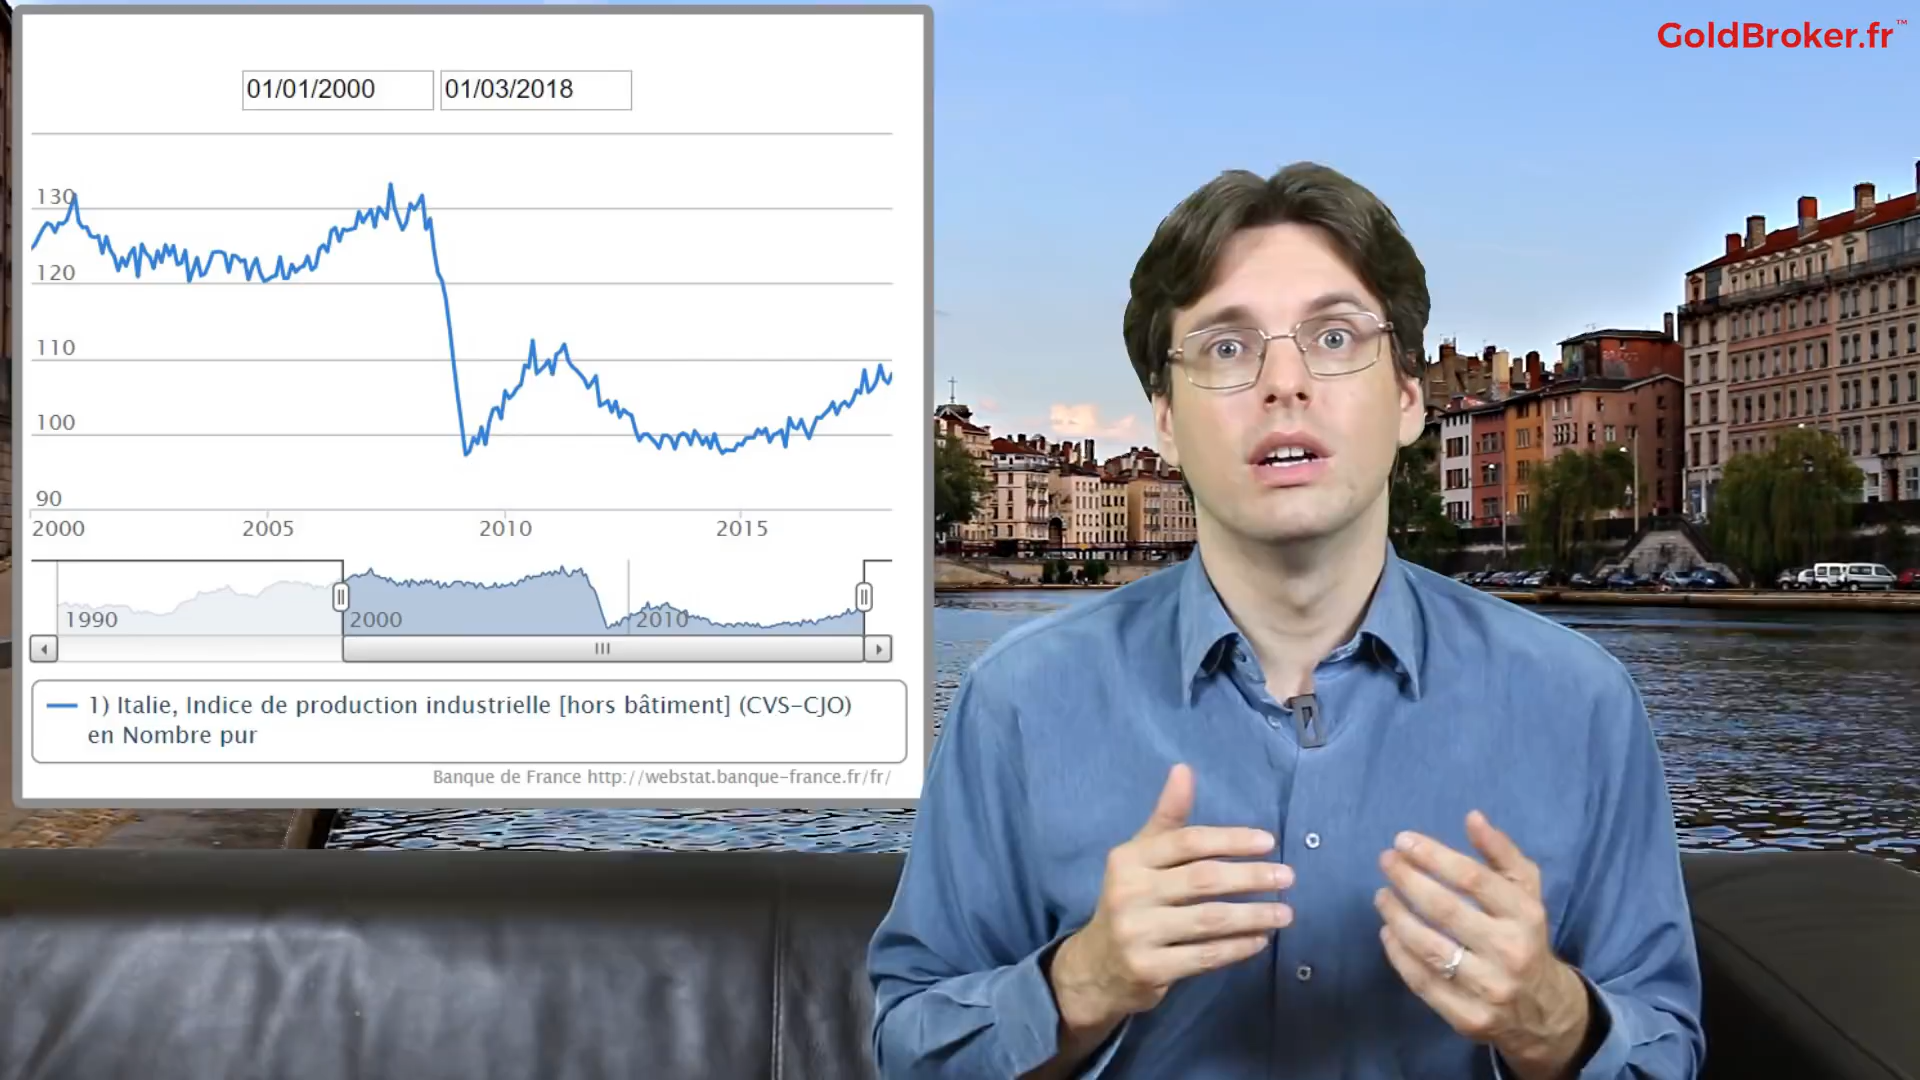 GoldBroker.fr™
01/01/2000 01/03/2018
130
120
110
100
90
2000 2005 2010 2015
1990 2000 2010
1) Italie, Indice de production industrielle [hors bâtiment] (CVS-CJO)
en Nombre pur
Banque de France http://webstat.banque-france.fr/fr/